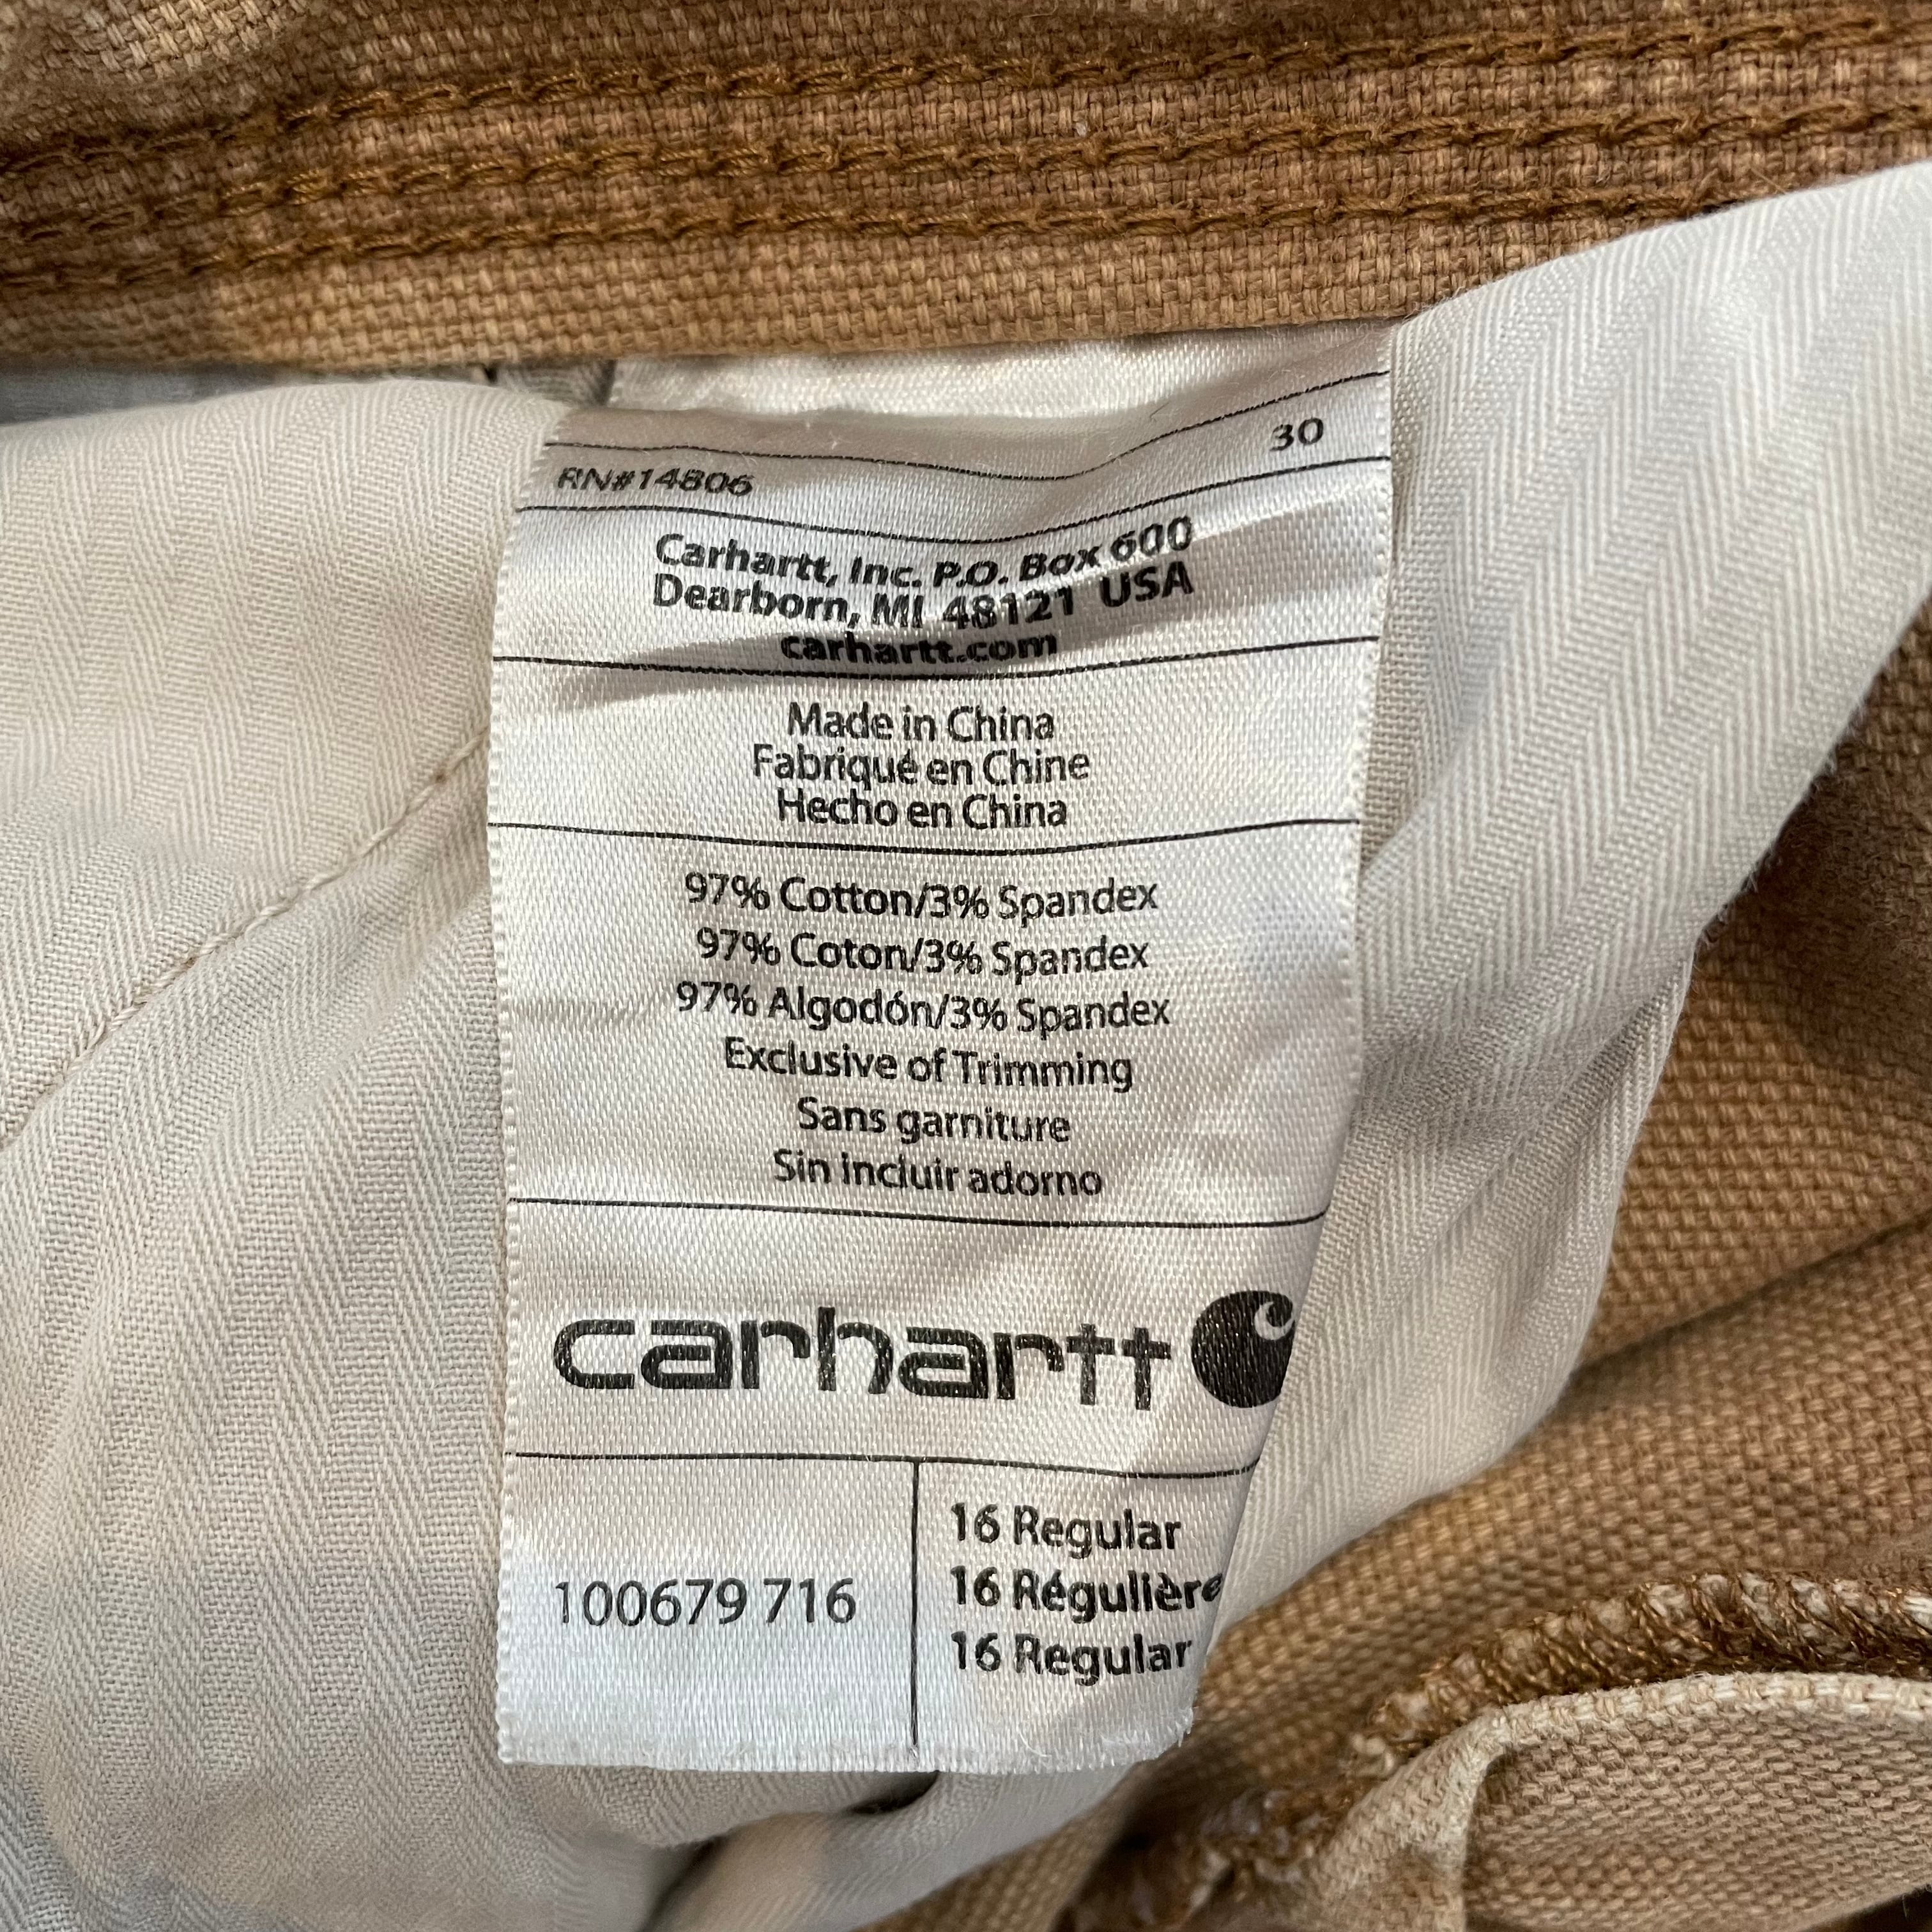 30
RN#14806
Carhartt, Inc. P.O. Box 600
Dearborn, MI 48121 USA
carhartt.com
Made in China
Fabriqué en Chine
Hecho en China
97% Cotton/3% Spandex
97% Coton/3% Spandex
97% Algodón/3% Spandex
Exclusive of Trimming
Sans garniture
Sin incluir adorno
carhartt
100679 716
16 Regular
16 Régulière
16 Regular